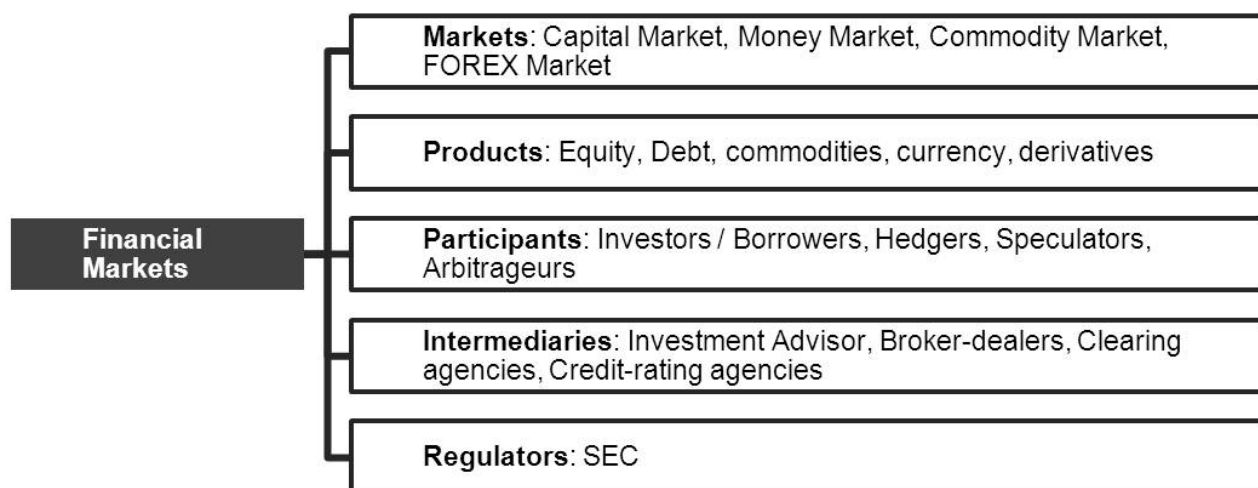 Markets: Capital Market, Money Market, Commodity Market,
FOREX Market
Products: Equity, Debt, commodities, currency, derivatives
Financial
Markets
Participants: Investors / Borrowers, Hedgers, Speculators,
Arbitrageurs
Intermediaries: Investment Advisor, Broker-dealers, Clearing
agencies, Credit-rating agencies
Regulators: SEC